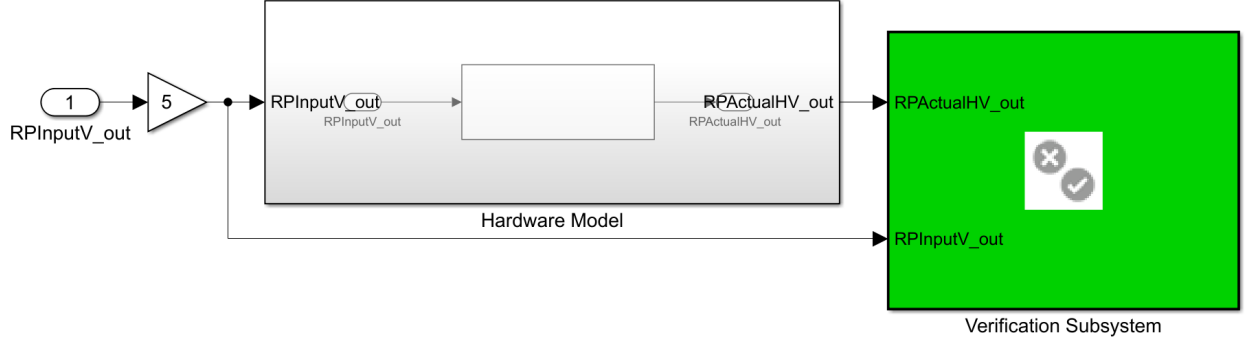 1
RPInputV_out
5
RPInputV_out
RPInputV_out
RPActualHV_out
RPActualHV_out
Hardware Model
RPActualHV_out
RPInputV_out
Verification Subsystem